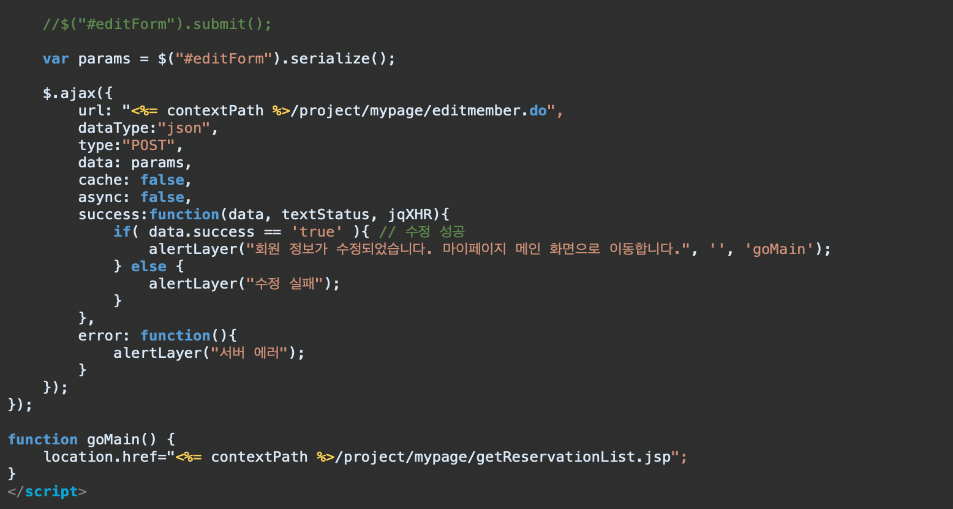 //$("#editForm").submit();
var params = $("#editForm").serialize();
$.ajax({
url: "<%= contextPath %>/project/mypage/editmember.do",
dataType:"json",
type:"POST",
data: params,
cache: false,
async: false,
success:function(data, textStatus, jqXHR){
if( data.success == 'true' ){ // 수정 성공
alertLayer("회원 정보가 수정되었습니다. 마이페이지 메인 화면으로 이동합니다.", '', 'goMain');
} else {
alertLayer("수정 실패");
}
},
error: function(){
alertLayer("서버 에러");
}
});
});
function goMain() {
location.href="<%= contextPath %>/project/mypage/getReservationList.jsp";
}
</script>